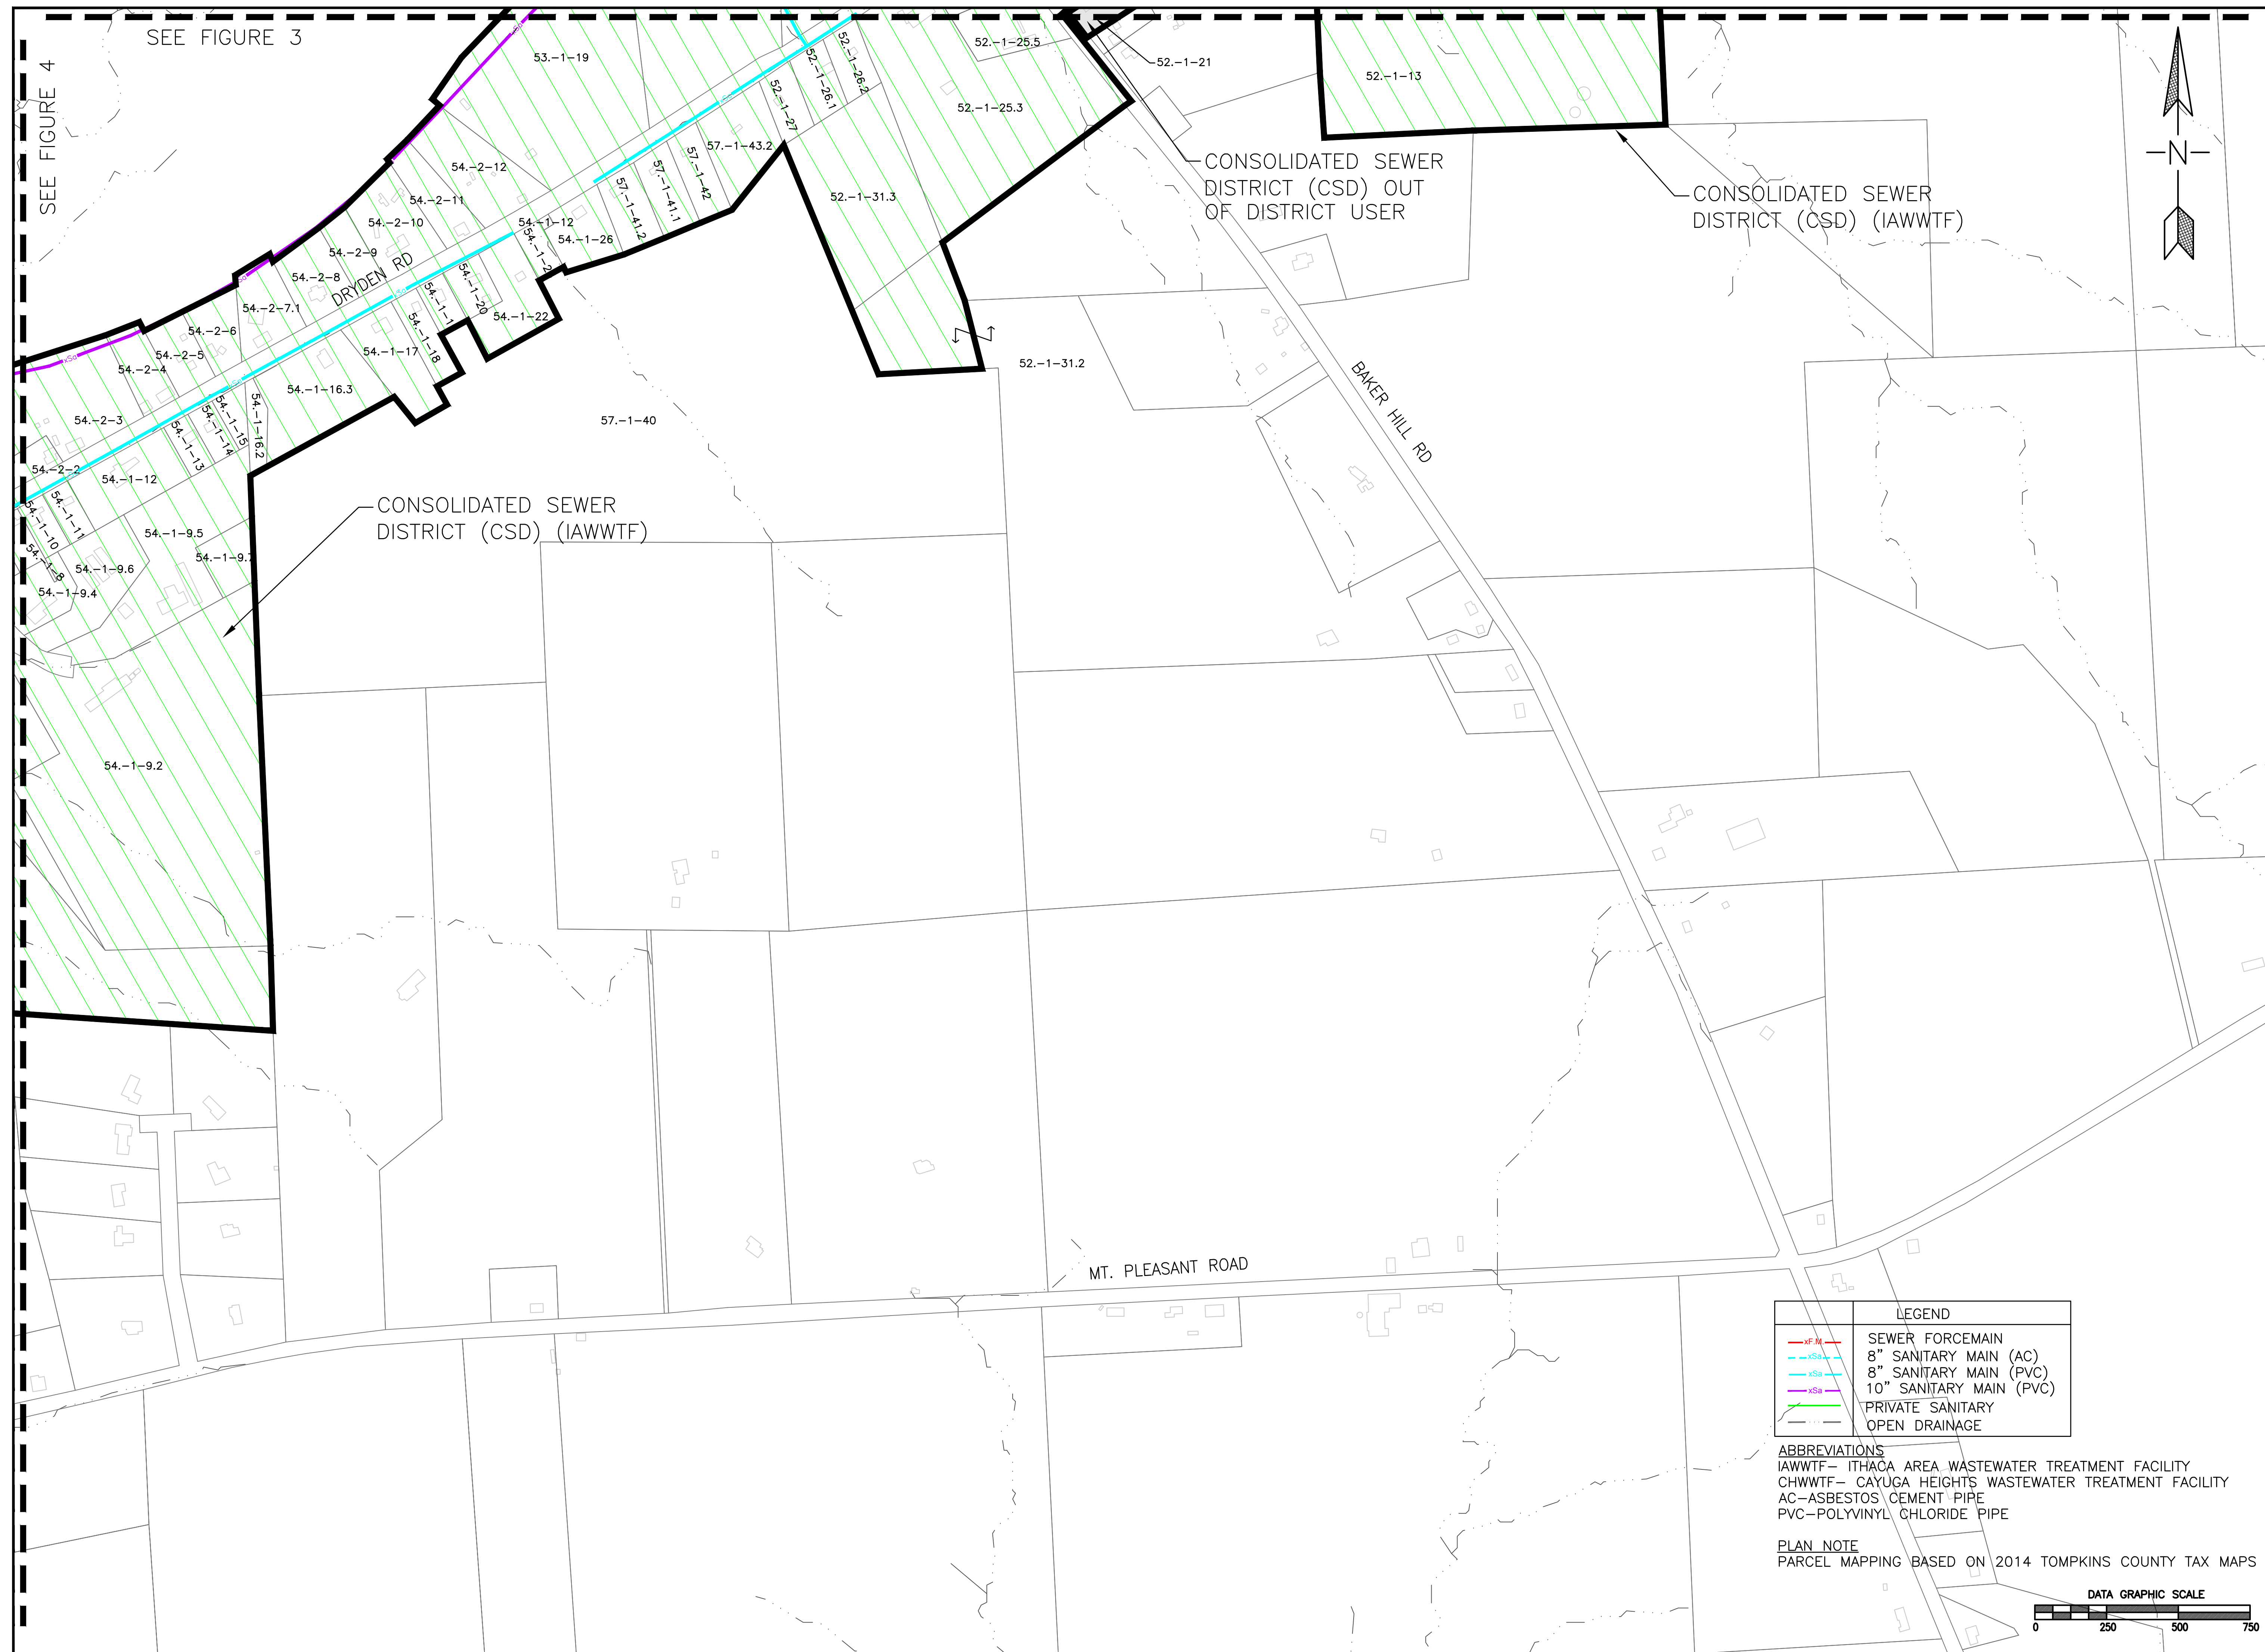 SEE FIGURE 3
SEE FIGURE 4
53.-1-19
52.-1-26.1
52.-1-26.2
52.-1-25.5
52.-1-21
52.-1-13
52.-1-25.3
52.-1-27
57.-1-43.2
57.-1-42
57.-1-41.1
57.-1-41.2
54.-2-12
54.-2-11
54.-2-10
54.-2-9
54.-2-8
54.-2-7.1
54.-2-6
54.-2-5
54.-2-4
54.-2-3
54.-2-2
DRYDEN RD
54.-1-12
54.-1-26
54.-1-2
52.-1-31.3
N
CONSOLIDATED SEWER
DISTRICT (CSD) OUT
OF DISTRICT USER
CONSOLIDATED SEWER
DISTRICT (CSD) (IAWWTF)
54.-1-22
54.-1-20
54.-1-1
54.-1-18
54.-1-17
54.-1-16.3
54.-1-16.2
54.-1-15
54.-1-14
54.-1-13
54.-1-12
54.-1-11
54.-1-10
54.-1-8
54.-1-9.5
54.-1-9.7
54.-1-9.6
54.-1-9.4
54.-1-9.2
57.-1-40
52.-1-31.2
BAKER HILL RD
CONSOLIDATED SEWER
DISTRICT (CSD) (IAWWTF)
xSa
MT. PLEASANT ROAD
LEGEND
xF.M. SEWER FORCEMAIN
xSa 8" SANITARY MAIN (AC)
xSa 8" SANITARY MAIN (PVC)
xSa 10" SANITARY MAIN (PVC)
PRIVATE SANITARY
OPEN DRAINAGE
ABBREVIATIONS
IAWWTF- ITHACA AREA WASTEWATER TREATMENT FACILITY
CHWWTF- CAYUGA HEIGHTS WASTEWATER TREATMENT FACILITY
AC-ASBESTOS CEMENT PIPE
PVC-POLYVINYL CHLORIDE PIPE
PLAN NOTE
PARCEL MAPPING BASED ON 2014 TOMPKINS COUNTY TAX MAPS
DATA GRAPHIC SCALE
0 250 500 750